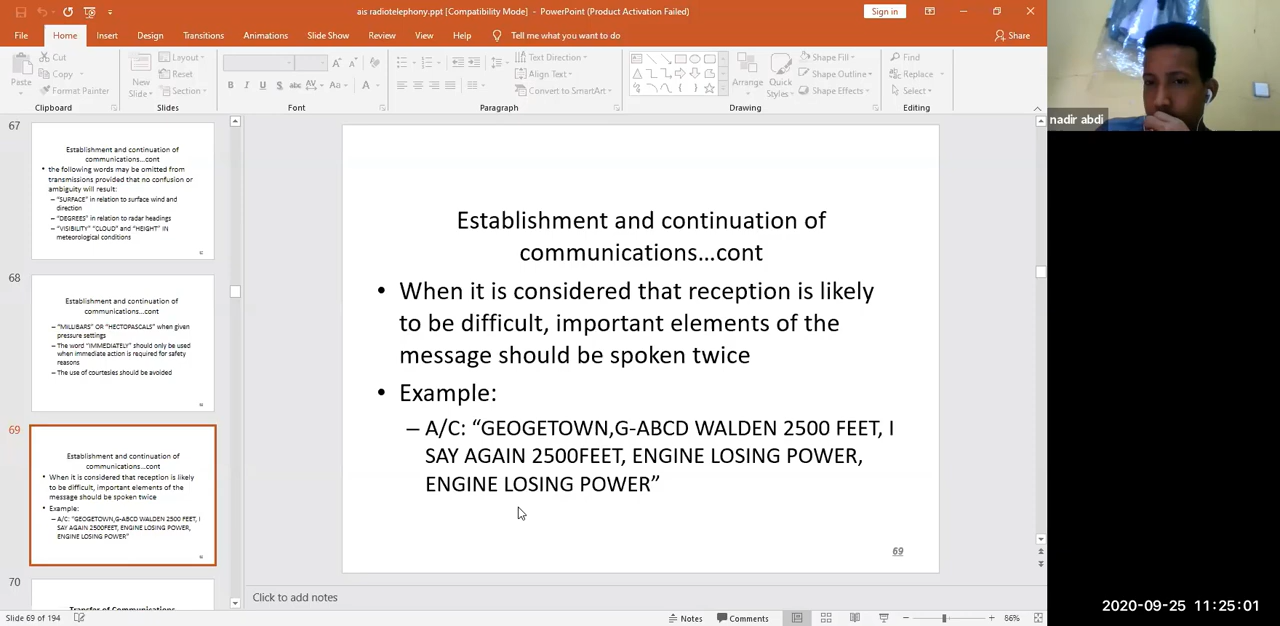 ais radiotelephony.ppt [Compatibility Mode] - PowerPoint (Product Activation Failed)
Sign in
File Home Insert Design Transitions Animations Slide Show Review View Help Tell me what you want to do Share
Paste
Cut
Copy
Format Painter
Clipboard
New Slide
Layout
Reset
Section
Slides
B I U S abc AV Aa A
Font
Text Direction
Align Text
Convert to SmartArt
Paragraph
Arrange
Quick Styles
Shape Fill
Shape Outline
Shape Effects
Drawing
Find
Replace
Select
Editing
67
Establishment and continuation of
communications...cont
• the following words may be omitted from
transmissions provided that no confusion or
ambiguity will result:
– "SURFACE" in relation to surface wind and
direction
– "DEGREES" in relation to radar headings
– "VISIBILITY" "CLOUD" and "HEIGHT" IN
meteorological conditions
68
Establishment and continuation of
communications...cont
– "MILLIBARS" OR "HECTOPASCALS" when given
pressure settings
– The word "IMMEDIATELY" should only be used
when immediate action is required for safety
reasons
– The use of courtesies should be avoided
69
Establishment and continuation of
communications...cont
• When it is considered that reception is likely
to be difficult, important elements of the
message should be spoken twice
• Example:
– A/C: "GEOGETOWN,G-ABCD WALDEN 2500 FEET, I
SAY AGAIN 2500FEET, ENGINE LOSING POWER,
ENGINE LOSING POWER"
70
Transfer of Communications
Establishment and continuation of
communications...cont
• When it is considered that reception is likely
to be difficult, important elements of the
message should be spoken twice
• Example:
– A/C: “GEOGETOWN,G-ABCD WALDEN 2500 FEET, I
SAY AGAIN 2500FEET, ENGINE LOSING POWER,
ENGINE LOSING POWER”
69
Click to add notes
Slide 69 of 194
Notes Comments 86%
nadir abdi
2020-09-25 11:25:01